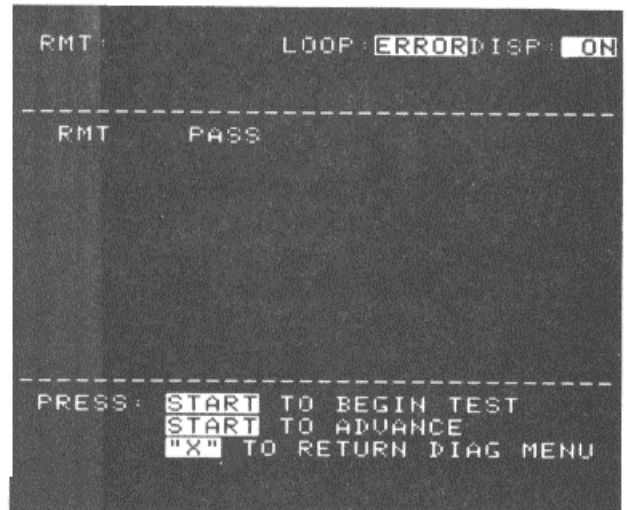 RMT: LOOP: ERROR DISP: ON
RMT PASS
PRESS: START TO BEGIN TEST
START TO ADVANCE
"X" TO RETURN DIAG MENU